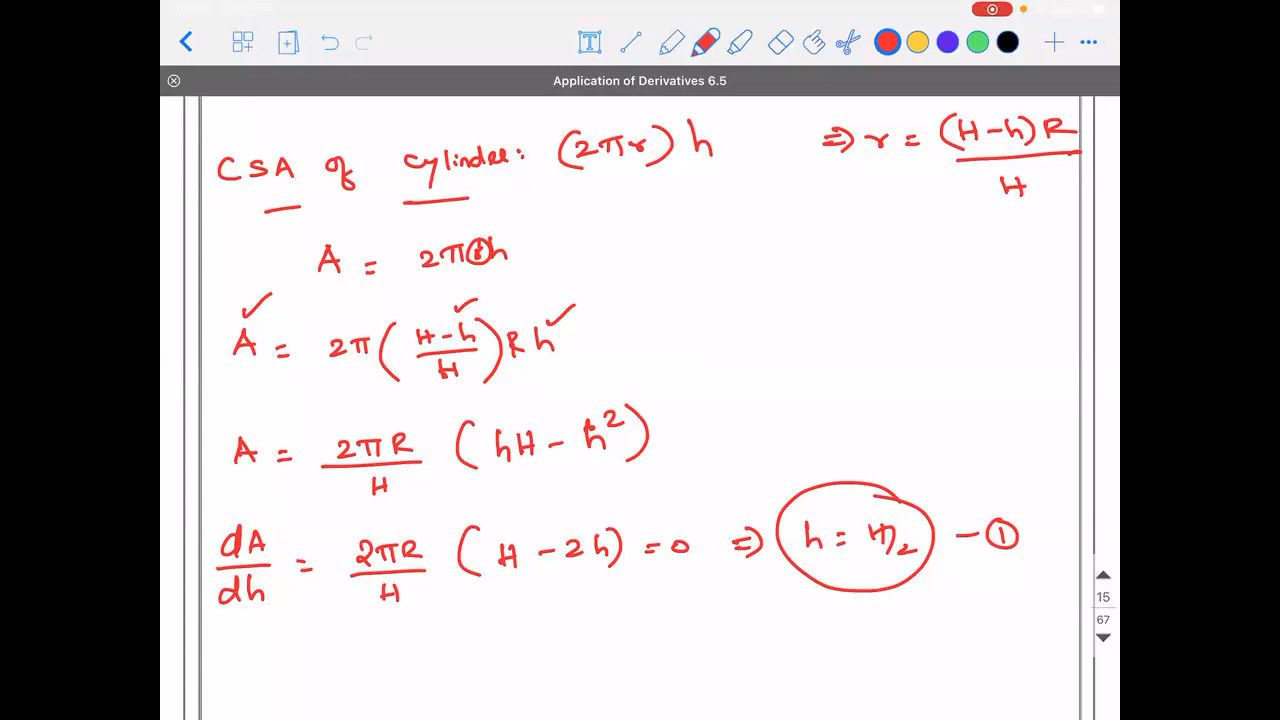 Application of Derivatives 6.5
CSA of cylinder: (2πr) h
⇒ r = (H-h)R / H
A = 2πrh
A = 2π((H-h)/H) R h
A = 2πR/H (hH - h²)
dA/dh = 2πR/H (H - 2h) = 0 ⇒ h = H/2 - ①
15
67